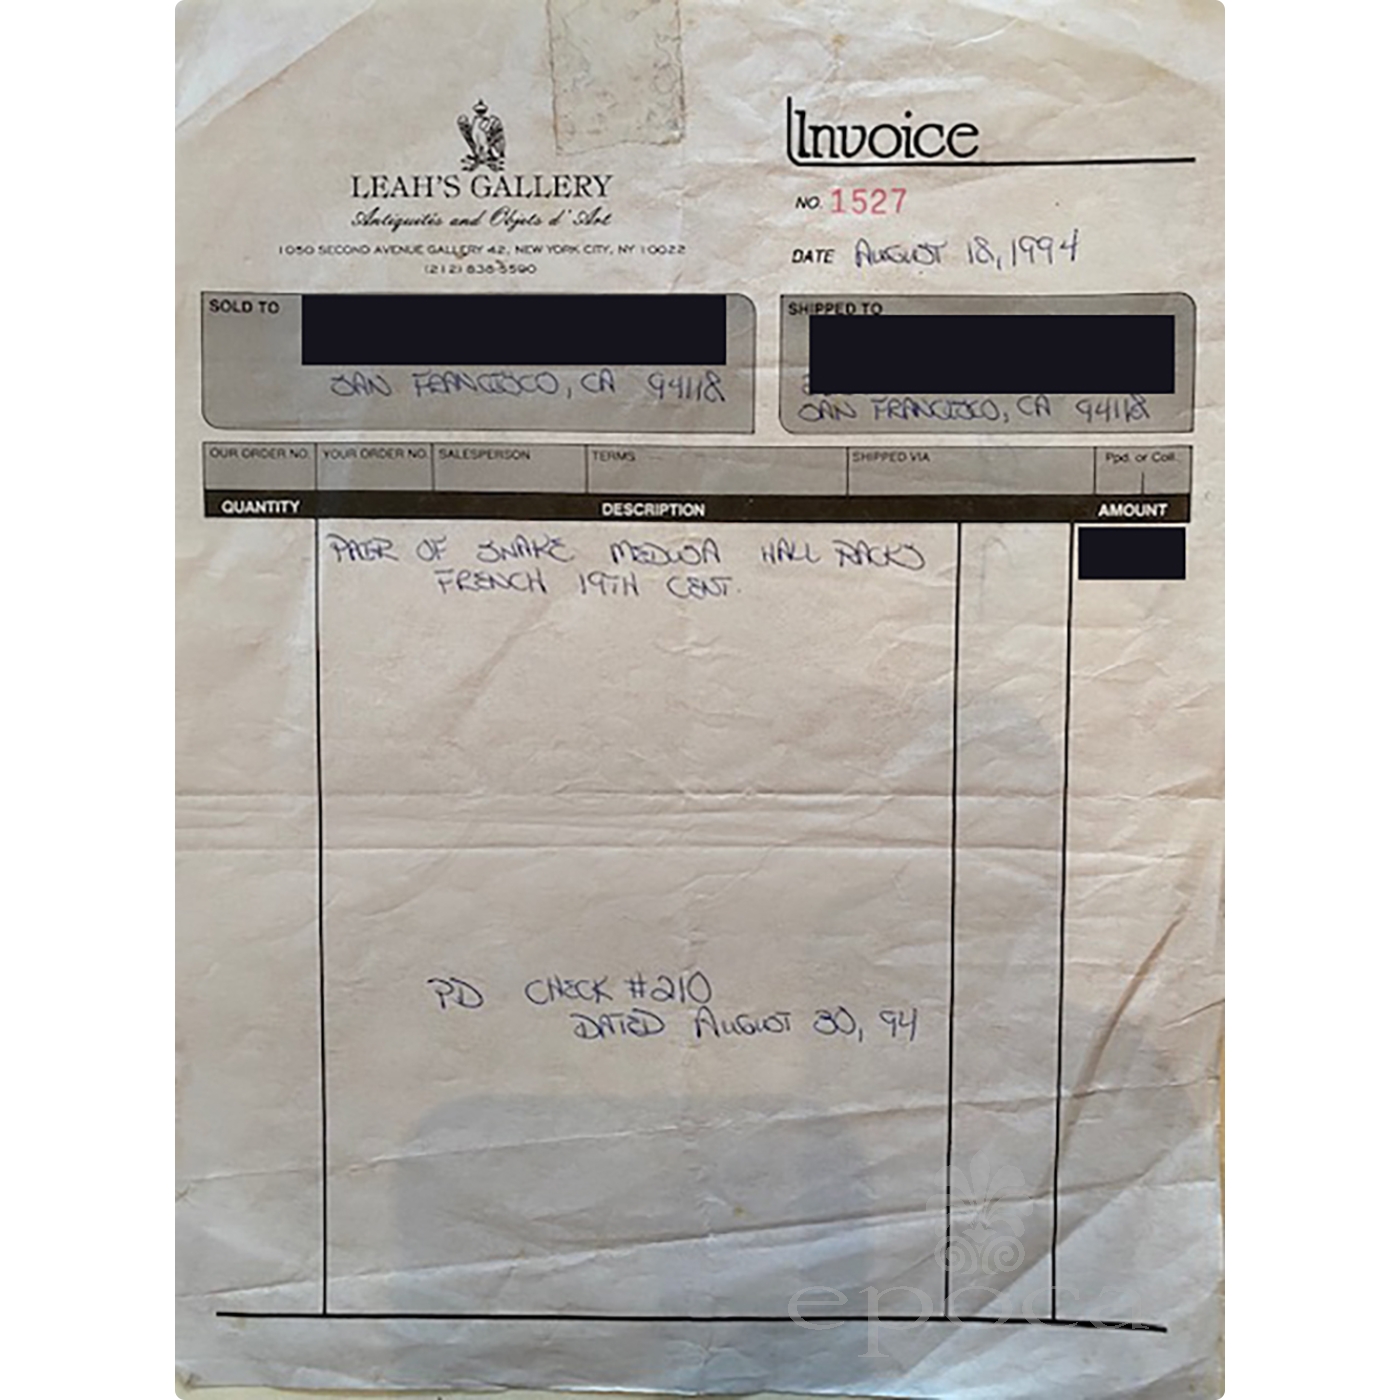 LEAH'S GALLERY
Antiquités and Objets d'Art
1050 SECOND AVENUE GALLERY 42, NEW YORK CITY, NY 10022
(212) 838-5590
Invoice
NO. 1527
DATE AUGUST 18, 1994
SOLD TO
SAN FRANCISCO, CA 94118
SHIPPED TO
SAN FRANCISCO, CA 94118
OUR ORDER NO. YOUR ORDER NO. SALESPERSON TERMS SHIPPED VIA Ppd. or Coll.
QUANTITY DESCRIPTION AMOUNT
PAIR OF SNAKE MEDUSA HALL RACKS
FRENCH 19TH CENT.
PD CHECK #210
DATED AUGUST 30, 94
epoca